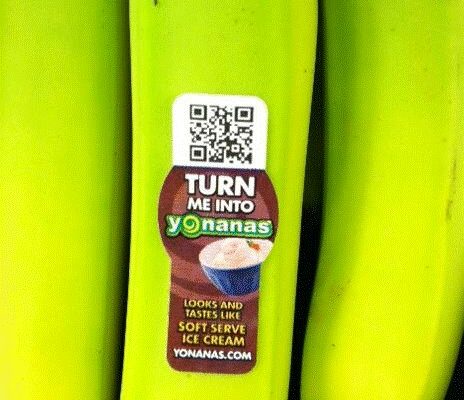 TURN
ME INTO
yonanas
LOOKS AND
TASTES LIKE
SOFT SERVE
ICE CREAM
YONANAS.COM